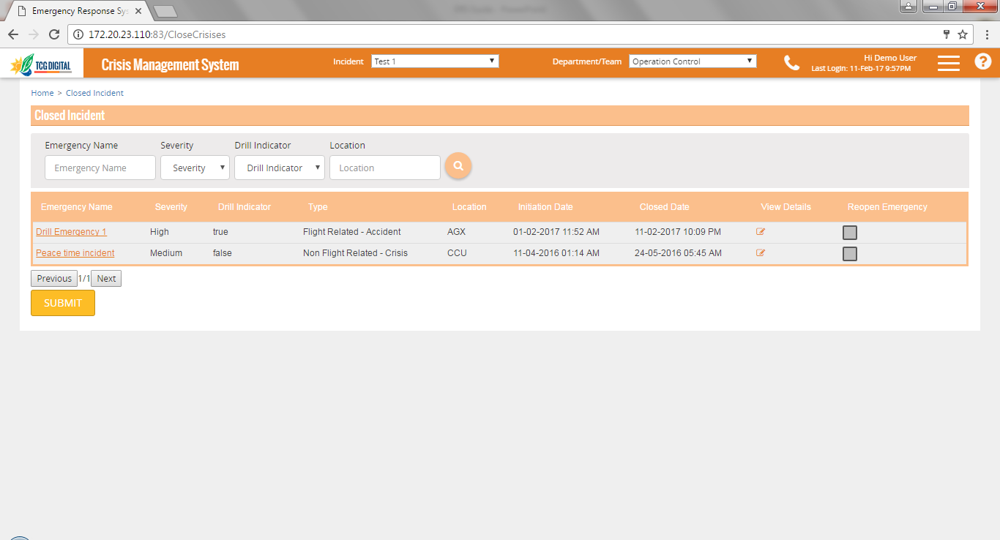 Emergency Response Sys
172.20.23.110:83/CloseCrisises
TCG DIGITAL
Crisis Management System
Incident
Test 1
Department/Team
Operation Control
Hi Demo User
Last Login: 11-Feb-17 9:57PM
?
Home > Closed Incident
Closed Incident
Emergency Name Severity Drill Indicator Location
Emergency Name Severity Drill Indicator Location
Emergency Name Severity Drill Indicator Type Location Initiation Date Closed Date View Details Reopen Emergency
Drill Emergency 1 High true Flight Related - Accident AGX 01-02-2017 11:52 AM 11-02-2017 10:09 PM
Peace time incident Medium false Non Flight Related - Crisis CCU 11-04-2016 01:14 AM 24-05-2016 05:45 AM
Previous 1/1 Next
SUBMIT